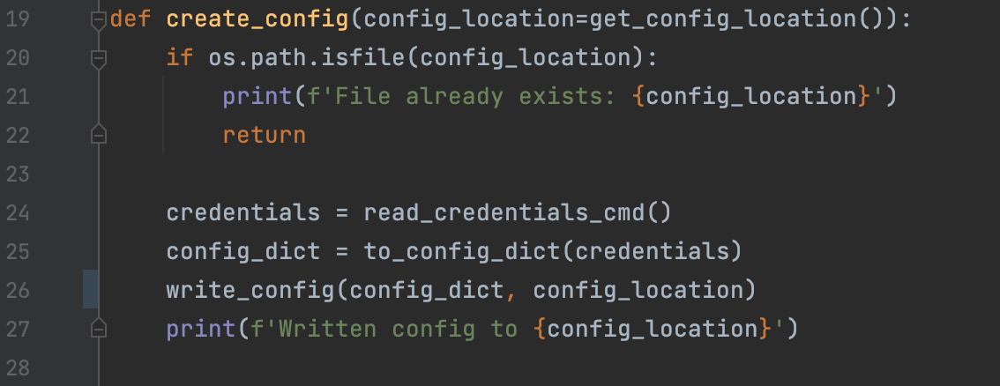 19 def create_config(config_location=get_config_location()):
20     if os.path.isfile(config_location):
21         print(f'File already exists: {config_location}')
22         return
23
24     credentials = read_credentials_cmd()
25     config_dict = to_config_dict(credentials)
26     write_config(config_dict, config_location)
27     print(f'Written config to {config_location}')
28